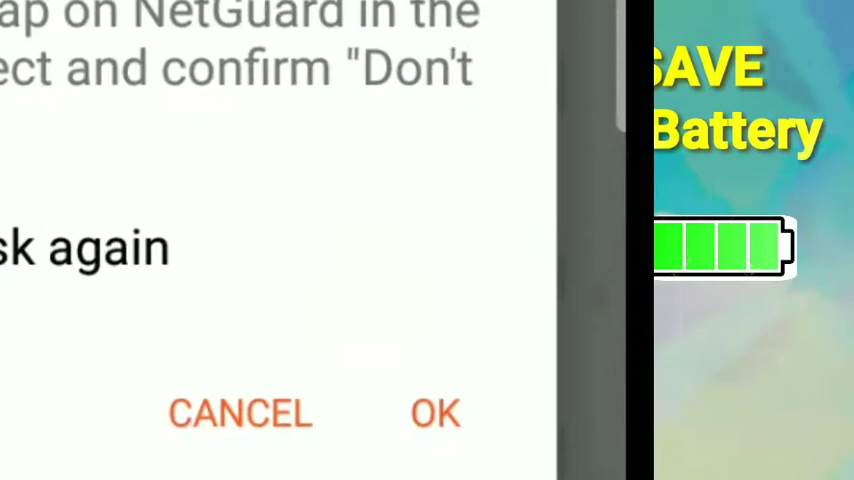 ap on NetGuard in the
ect and confirm "Don't
sk again
CANCEL OK
SAVE
Battery